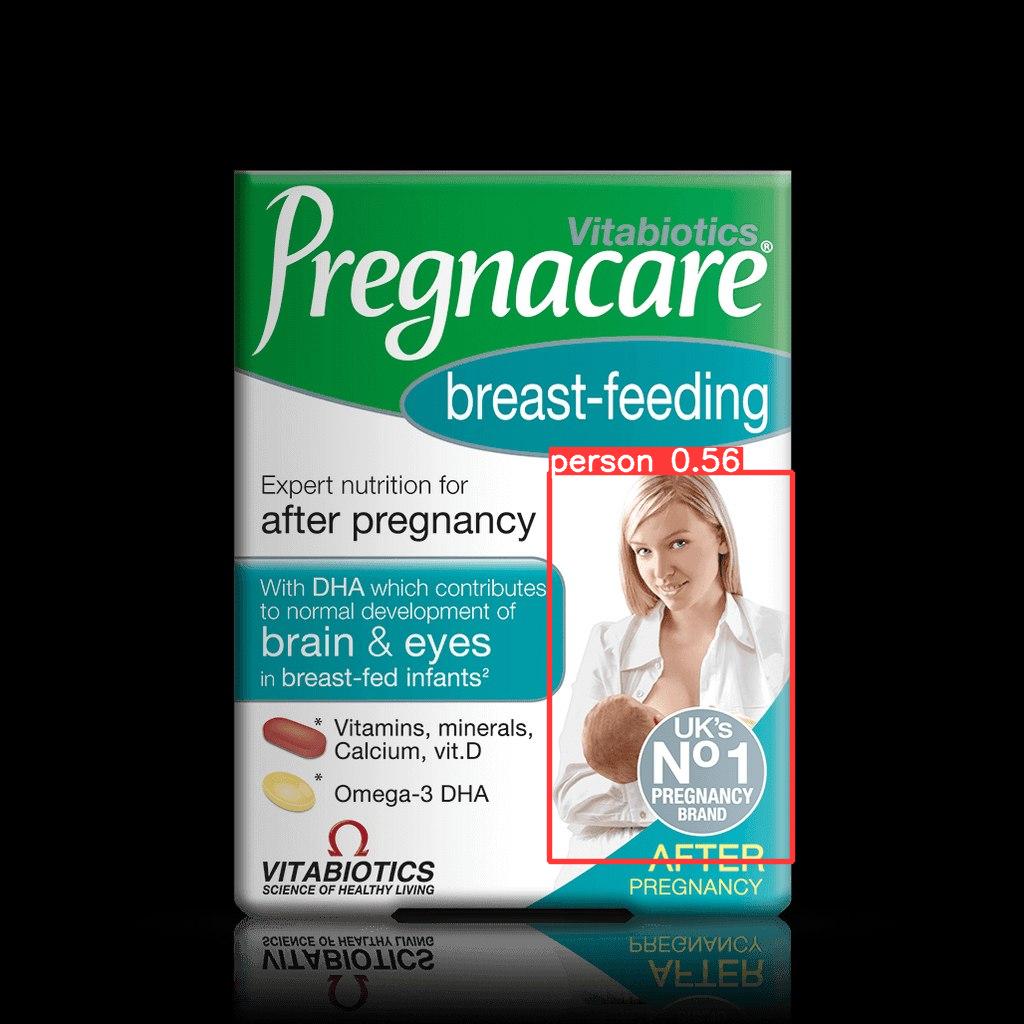 Vitabiotics
Pregnacare®
breast-feeding
person 0.56
Expert nutrition for
after pregnancy
With DHA which contributes
to normal development of
brain & eyes
in breast-fed infants²
* Vitamins, minerals,
Calcium, vit.D
* Omega-3 DHA
UK's
Nº1
PREGNANCY
BRAND
VITABIOTICS
SCIENCE OF HEALTHY LIVING
AFTER
PREGNANCY